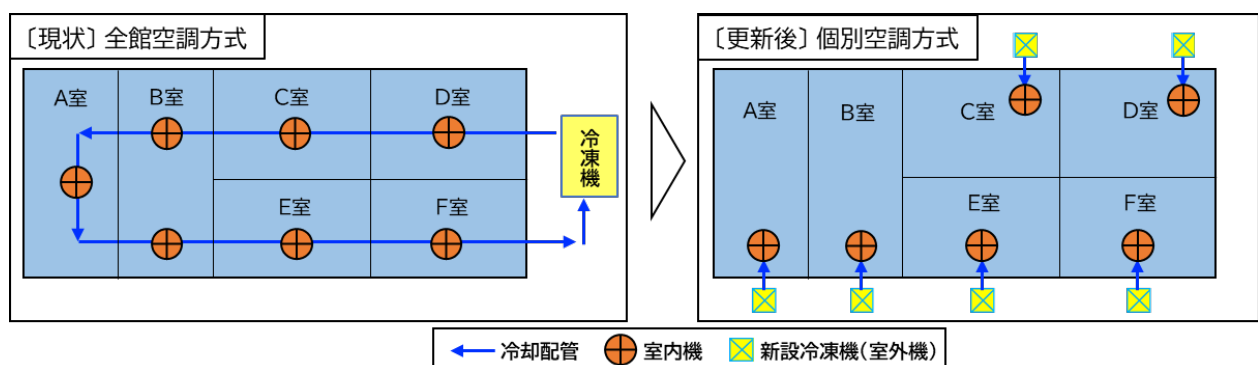 〔現状〕全館空調方式
A室
B室
C室
D室
E室
F室
冷凍機
〔更新後〕個別空調方式
A室
B室
C室
D室
E室
F室
冷却配管
室内機
新設冷凍機(室外機)